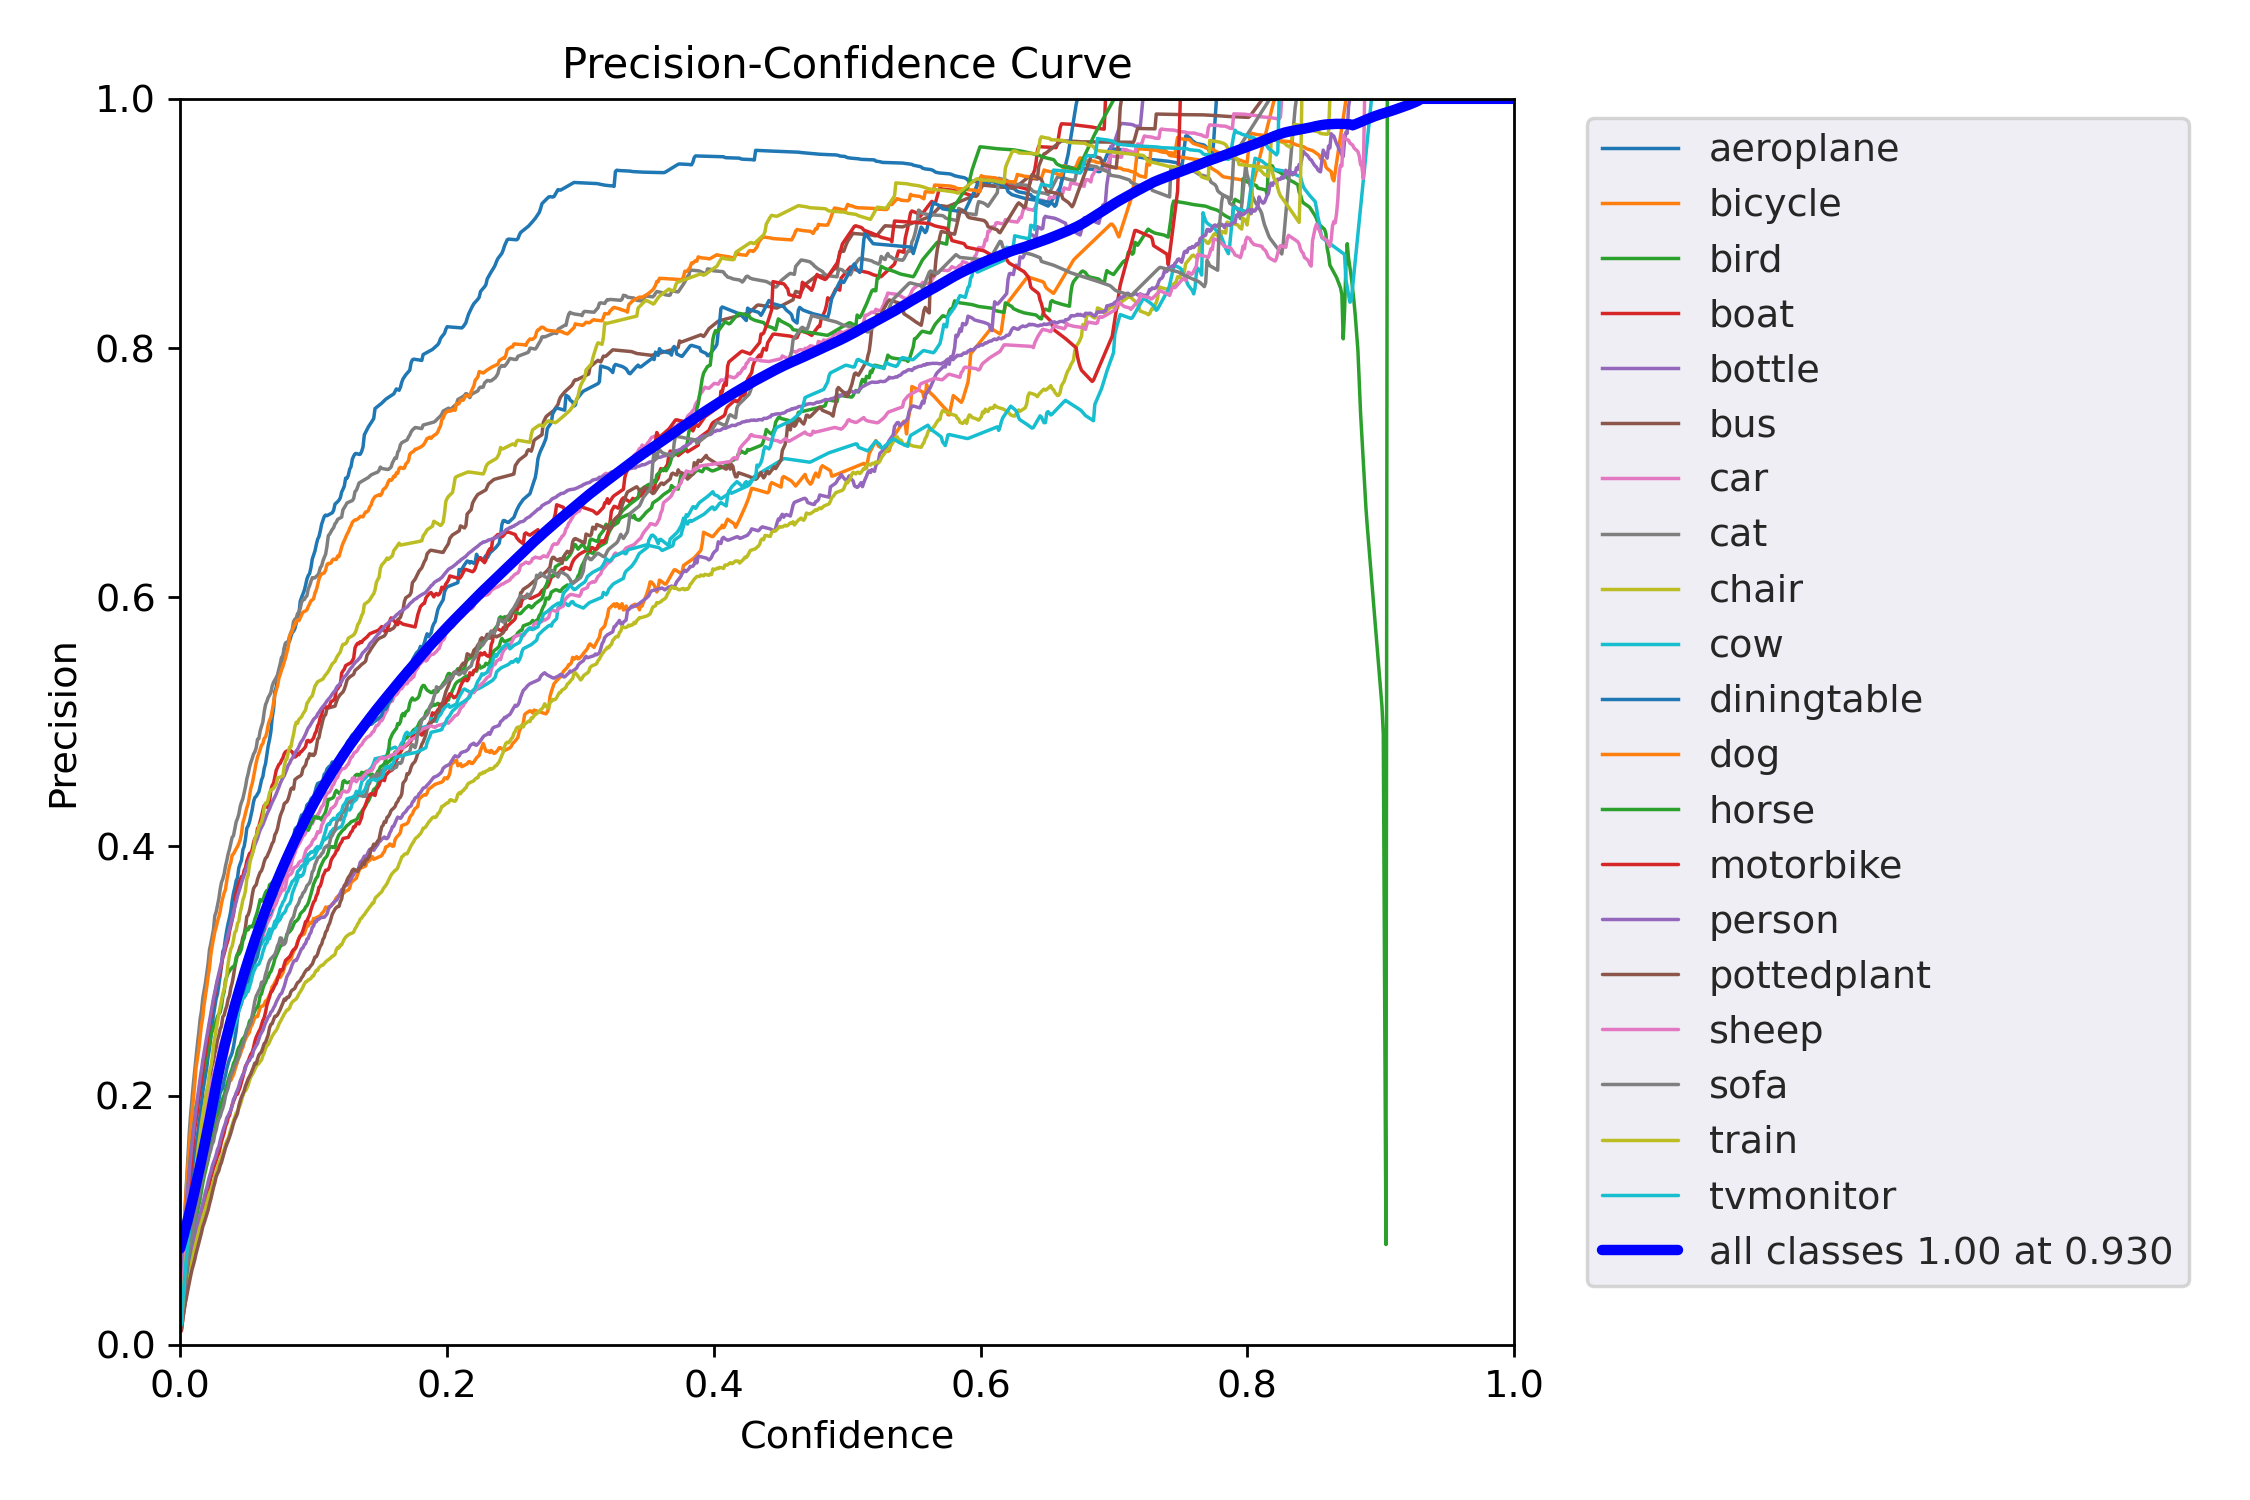 Precision-Confidence Curve
1.0
0.8
0.6
0.4
0.2
0.0
Precision
0.0 0.2 0.4 0.6 0.8 1.0
Confidence
aeroplane
bicycle
bird
boat
bottle
bus
car
cat
chair
cow
diningtable
dog
horse
motorbike
person
pottedplant
sheep
sofa
train
tvmonitor
all classes 1.00 at 0.930